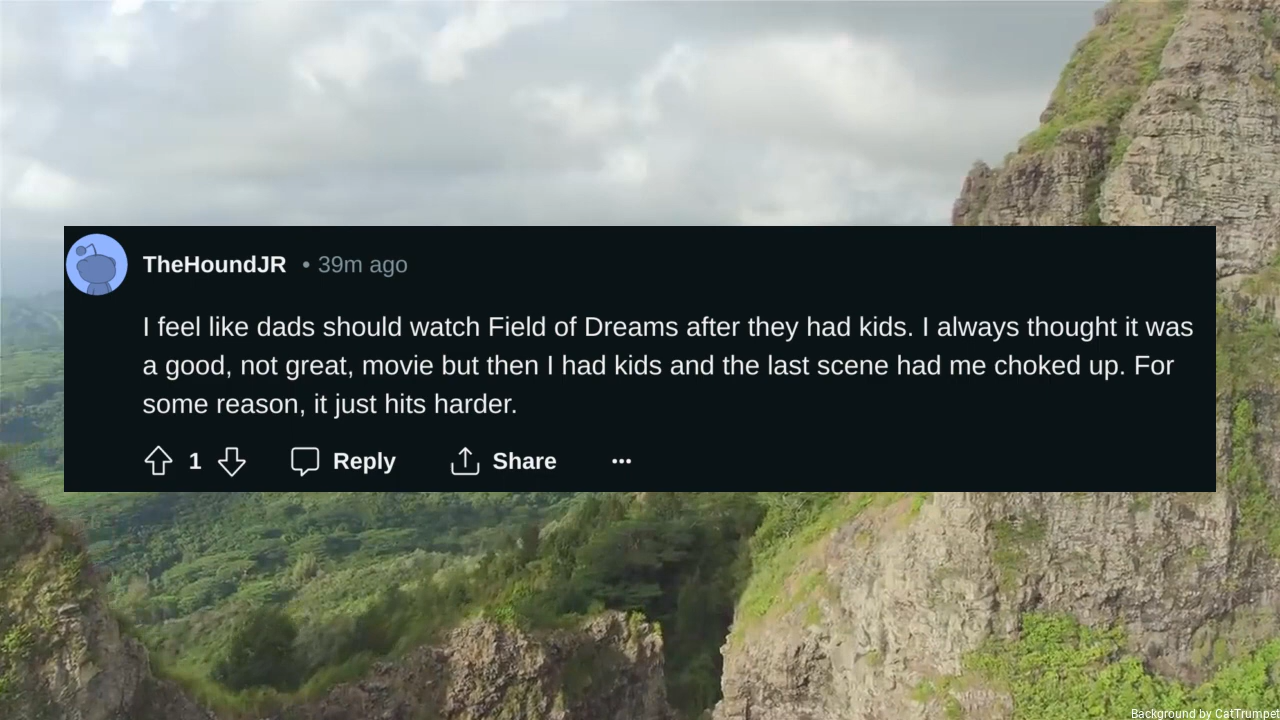 TheHoundJR • 39m ago
I feel like dads should watch Field of Dreams after they had kids. I always thought it was
a good, not great, movie but then I had kids and the last scene had me choked up. For
some reason, it just hits harder.
1 Reply Share
Background by CatTrumpet